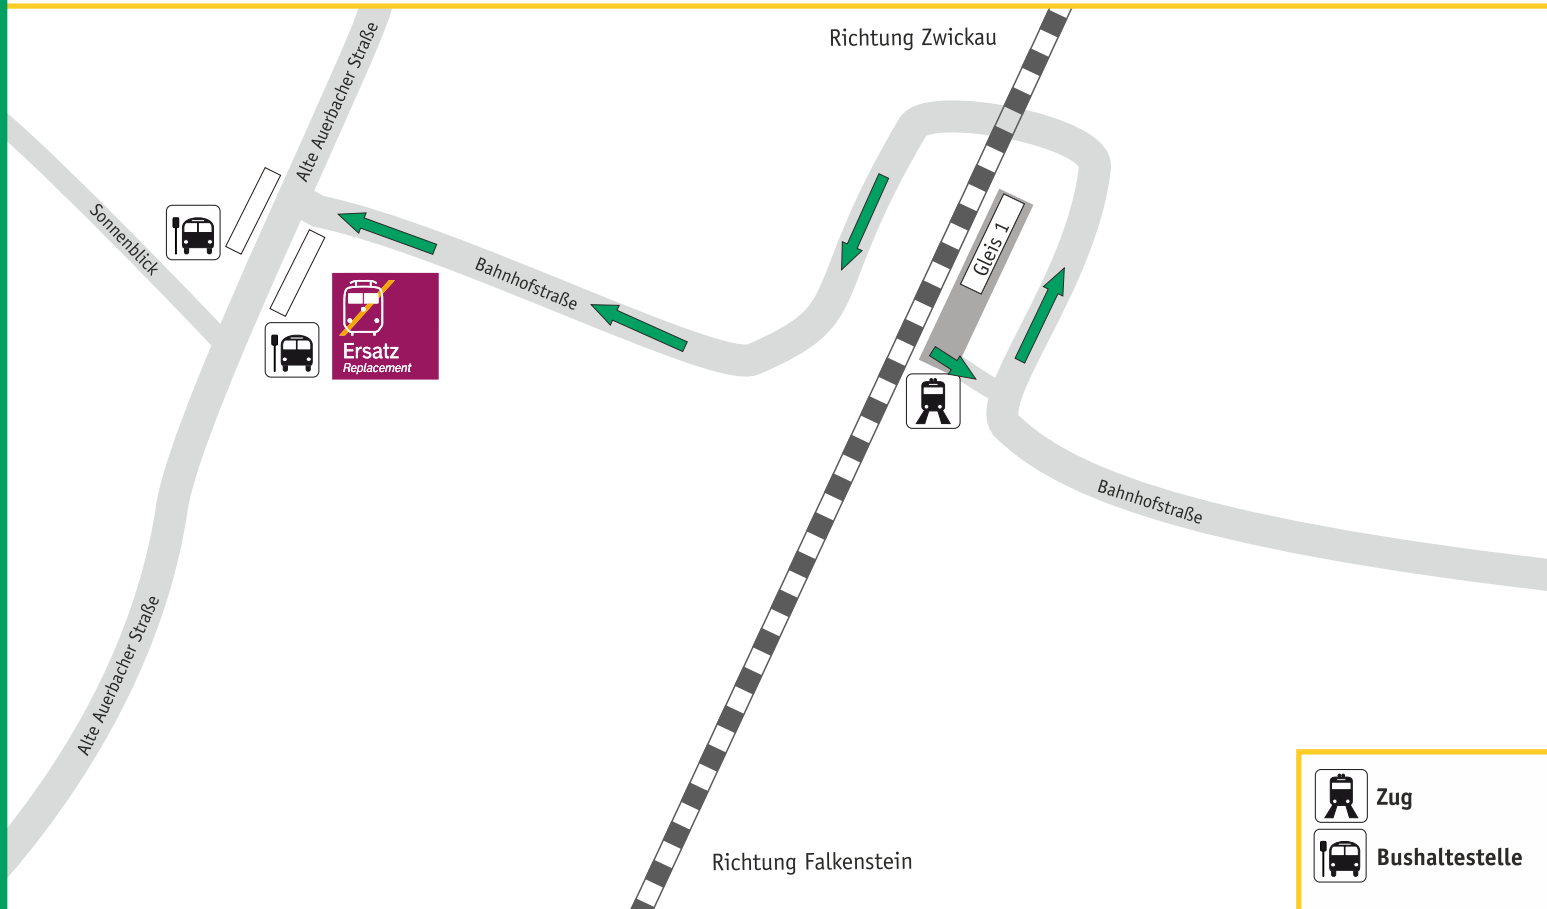 Richtung Zwickau
Alte Auerbacher Straße
Sonnenblick
Gleis 1
Bahnhofstraße
Ersatz
Replacement
Bahnhofstraße
Alte Auerbacher Straße
Richtung Falkenstein
Zug
Bushaltestelle